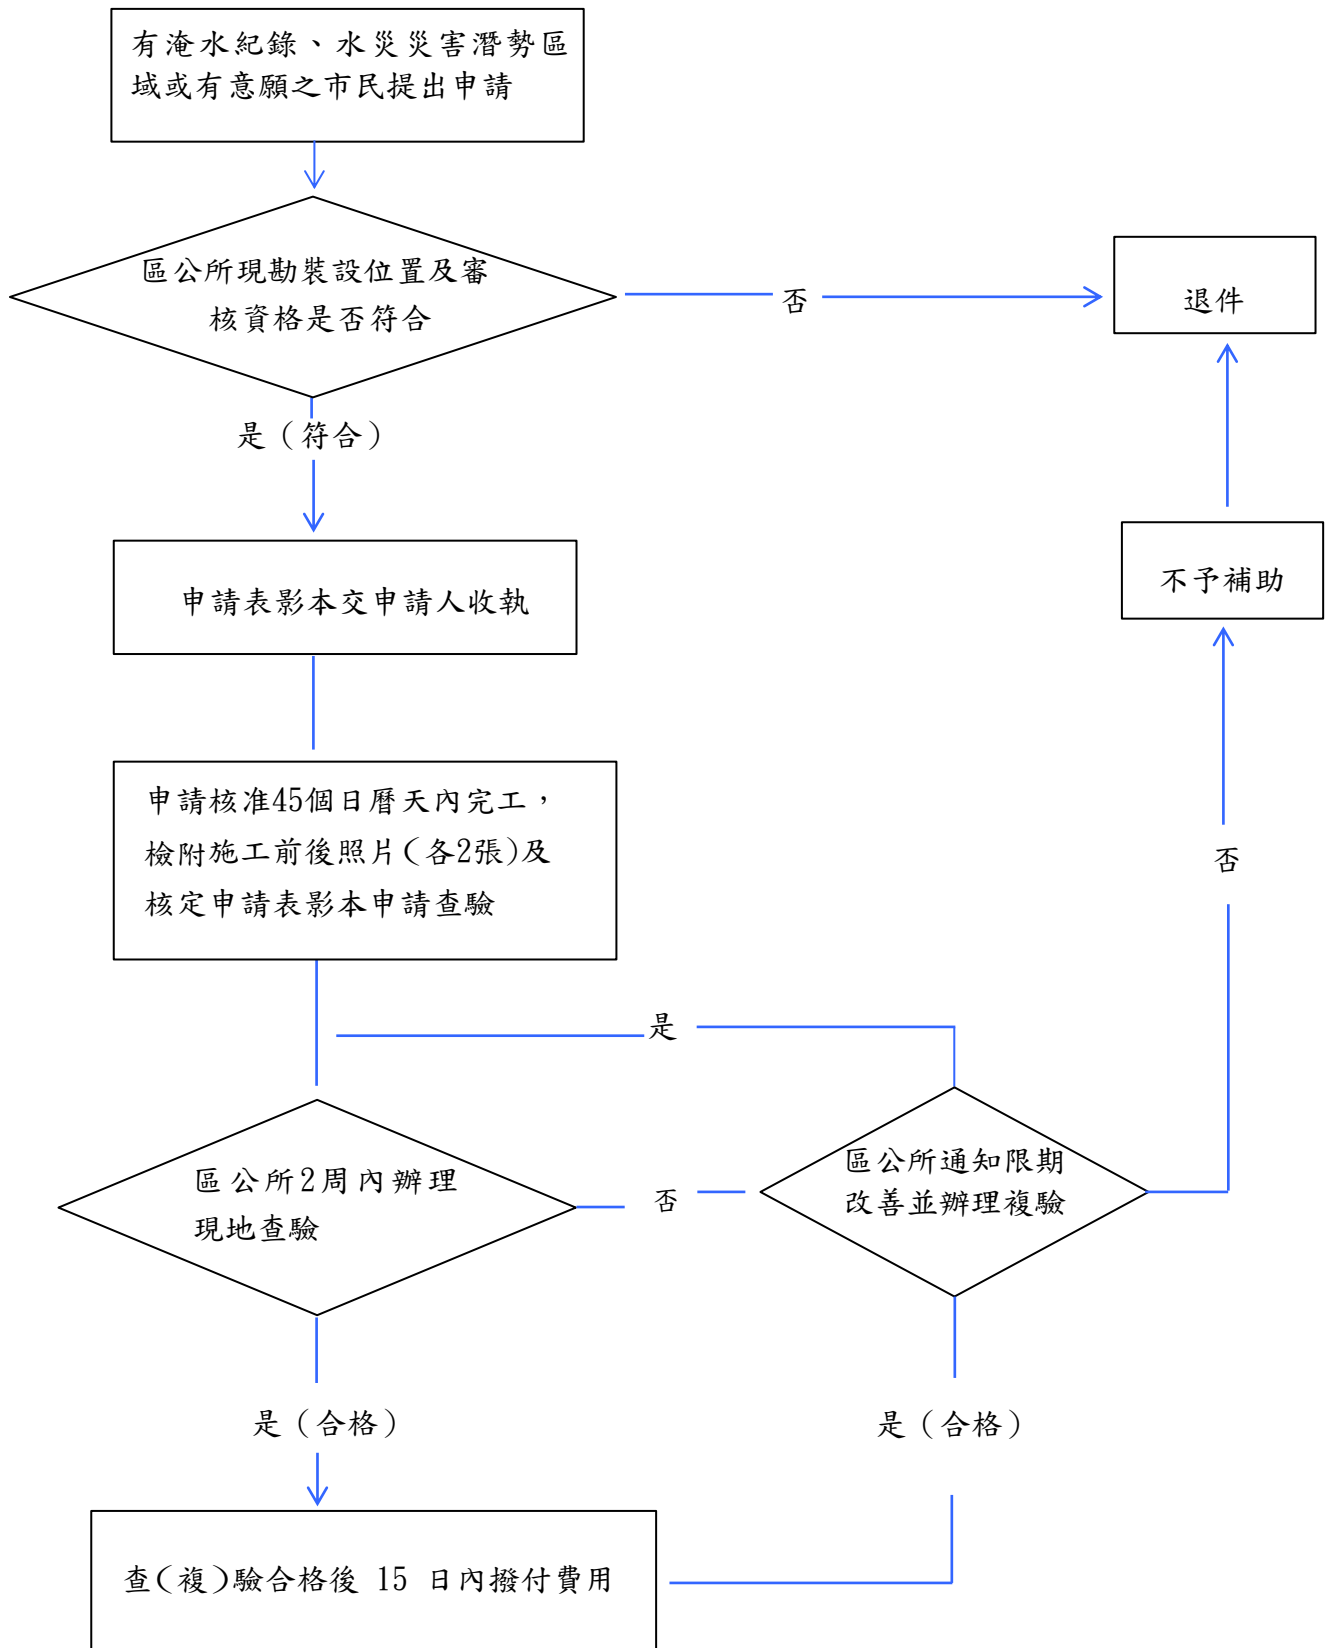 有淹水紀錄、水災災害潛勢區
域或有意願之市民提出申請
區公所現勘裝設位置及審
核資格是否符合
否
退件
是（符合）
申請表影本交申請人收執
不予補助
申請核准45個日曆天內完工，
檢附施工前後照片（各2張）及
核定申請表影本申請查驗
否
是
區公所2周內辦理
現地查驗
否
區公所通知限期
改善並辦理複驗
是（合格）
是（合格）
查（複）驗合格後 15 日內撥付費用